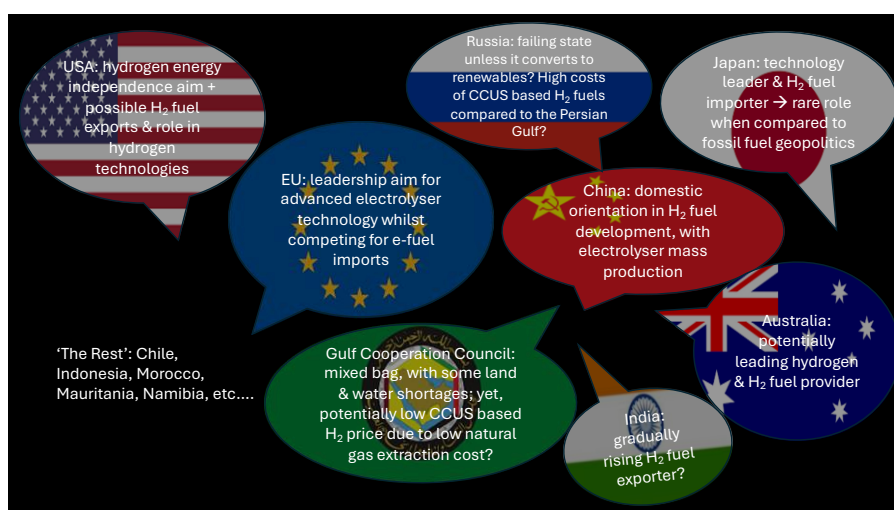 USA: hydrogen energy
independence aim +
possible H₂ fuel
exports & role in
hydrogen
technologies
Russia: failing state
unless it converts to
renewables? High costs
of CCUS based H₂ fuels
compared to the Persian
Gulf?
Japan: technology
leader & H₂ fuel
importer → rare role
when compared to
fossil fuel geopolitics
EU: leadership aim for
advanced electrolyser
technology whilst
competing for e-fuel
imports
China: domestic
orientation in H₂ fuel
development, with
electrolyser mass
production
Australia:
potentially
leading hydrogen
& H₂ fuel provider
'The Rest': Chile,
Indonesia, Morocco,
Mauritania, Namibia, etc....
Gulf Cooperation Council:
mixed bag, with some land
& water shortages; yet,
potentially low CCUS based
H₂ price due to low natural
gas extraction cost?
India:
gradually
rising H₂ fuel
exporter?